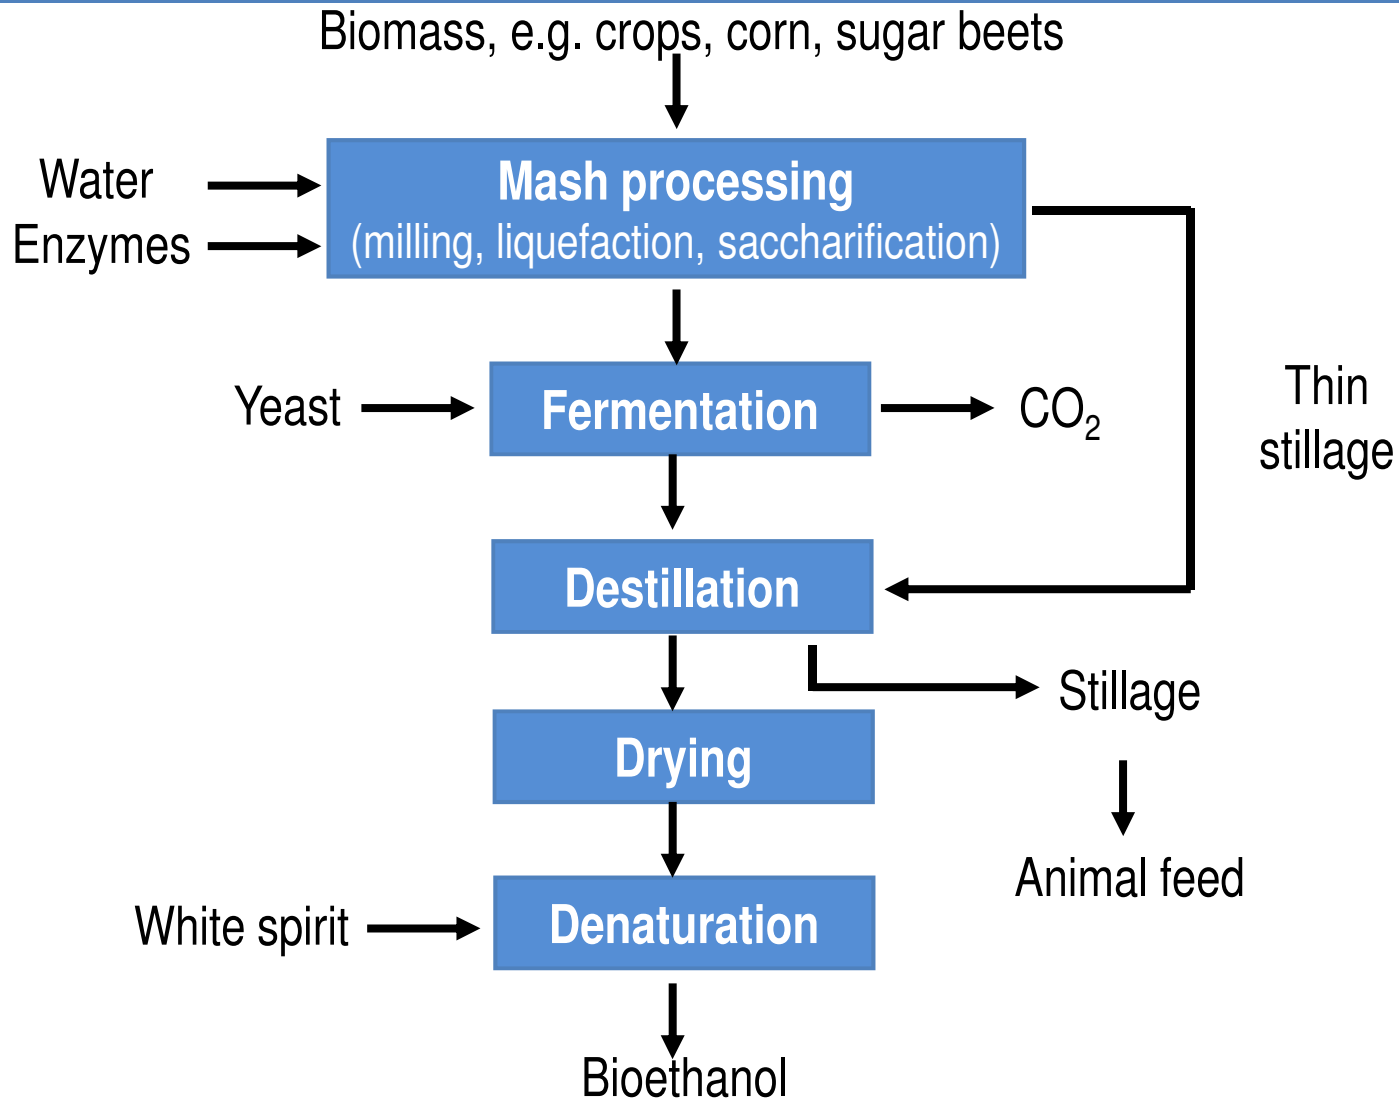 Biomass, e.g. crops, corn, sugar beets
Water
Enzymes
Mash processing
(milling, liquefaction, saccharification)
Yeast
Fermentation
CO₂
Thin
stillage
Destillation
Stillage
Drying
Animal feed
White spirit
Denaturation
Bioethanol